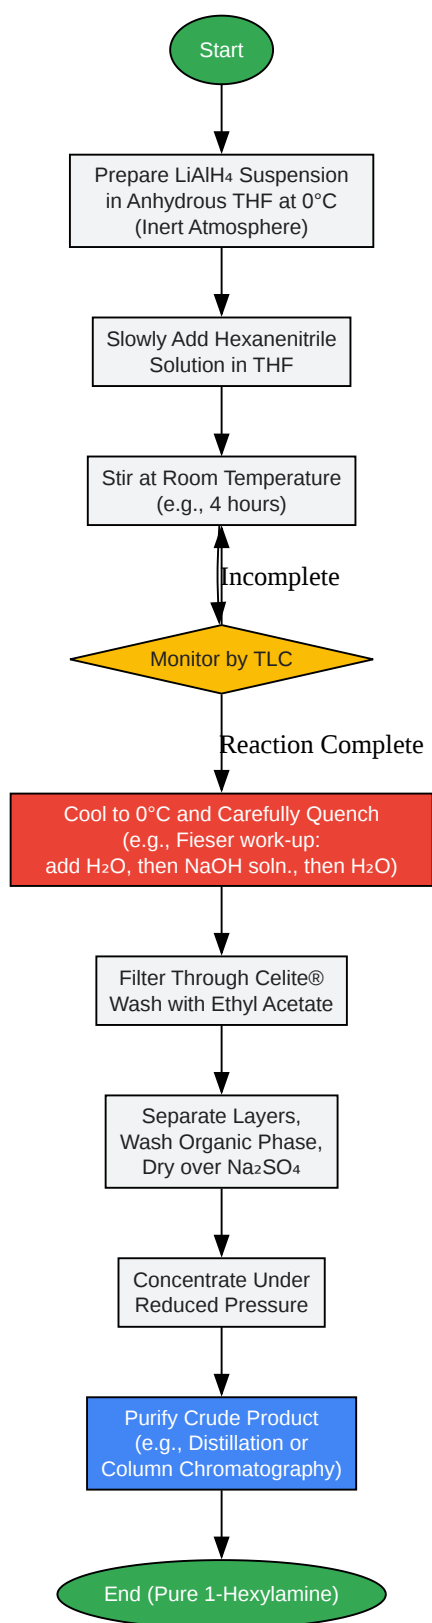 Start
Prepare LiAlH₄ Suspension
in Anhydrous THF at 0°C
(Inert Atmosphere)
Slowly Add Hexanenitrile
Solution in THF
Stir at Room Temperature
(e.g., 4 hours)
Incomplete
Monitor by TLC
Reaction Complete
Cool to 0°C and Carefully Quench
(e.g., Fieser work-up:
add H₂O, then NaOH soln., then H₂O)
Filter Through Celite®
Wash with Ethyl Acetate
Separate Layers,
Wash Organic Phase,
Dry over Na₂SO₄
Concentrate Under
Reduced Pressure
Purify Crude Product
(e.g., Distillation or
Column Chromatography)
End (Pure 1-Hexylamine)